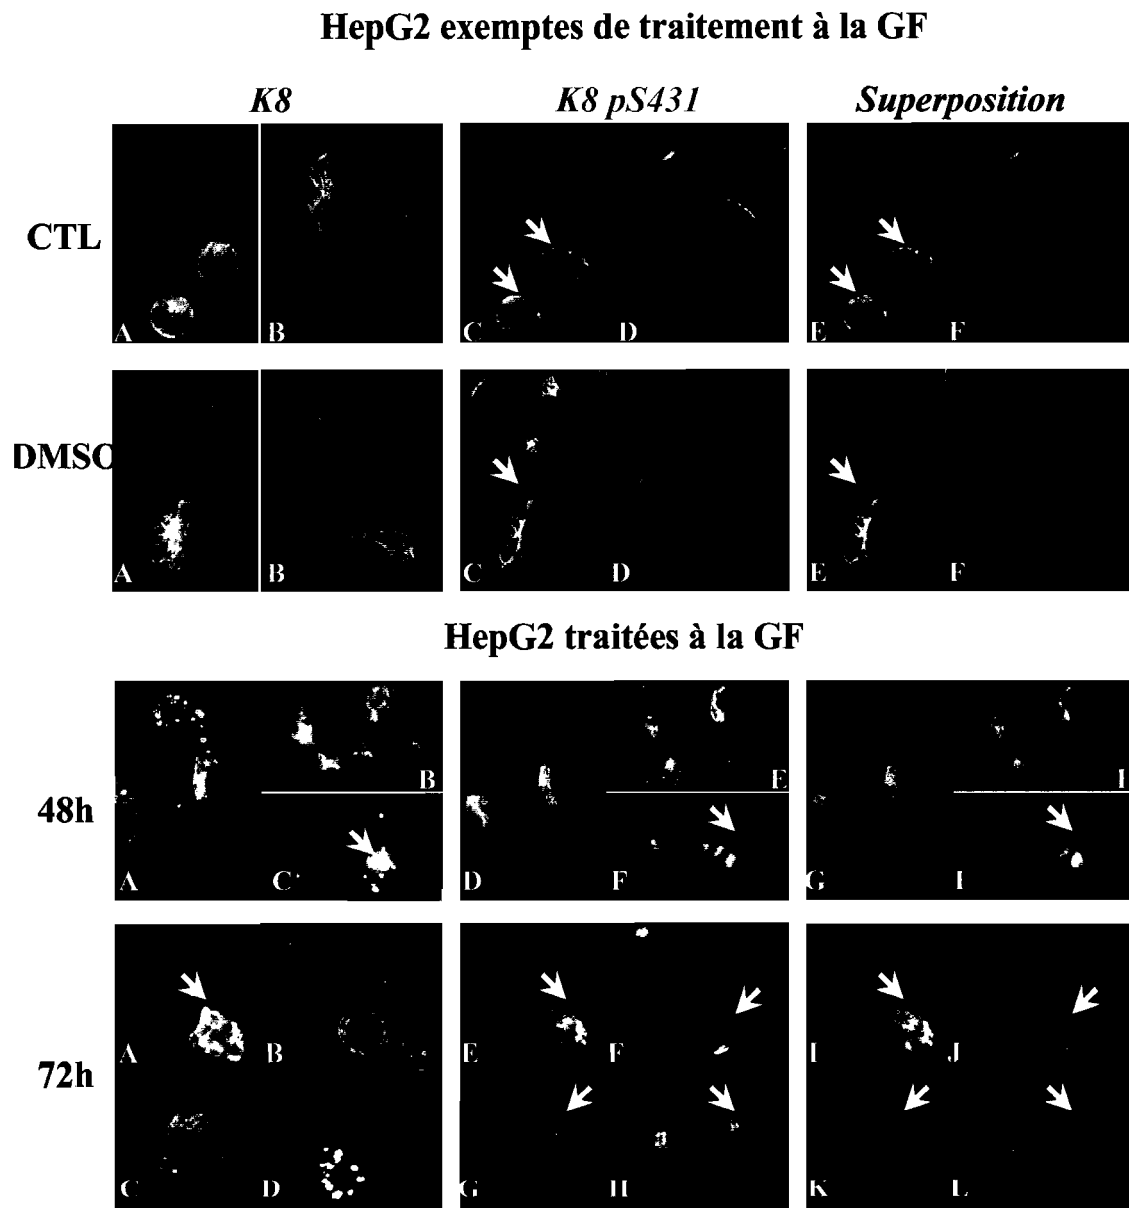 HepG2 exemptes de traitement à la GF
K8 K8 pS431 Superposition
CTL
A B C D E F
DMSO
A B C D E F
HepG2 traitées à la GF
48h
B E
A C D F G I
72h
A B E F I J
C D G H K L